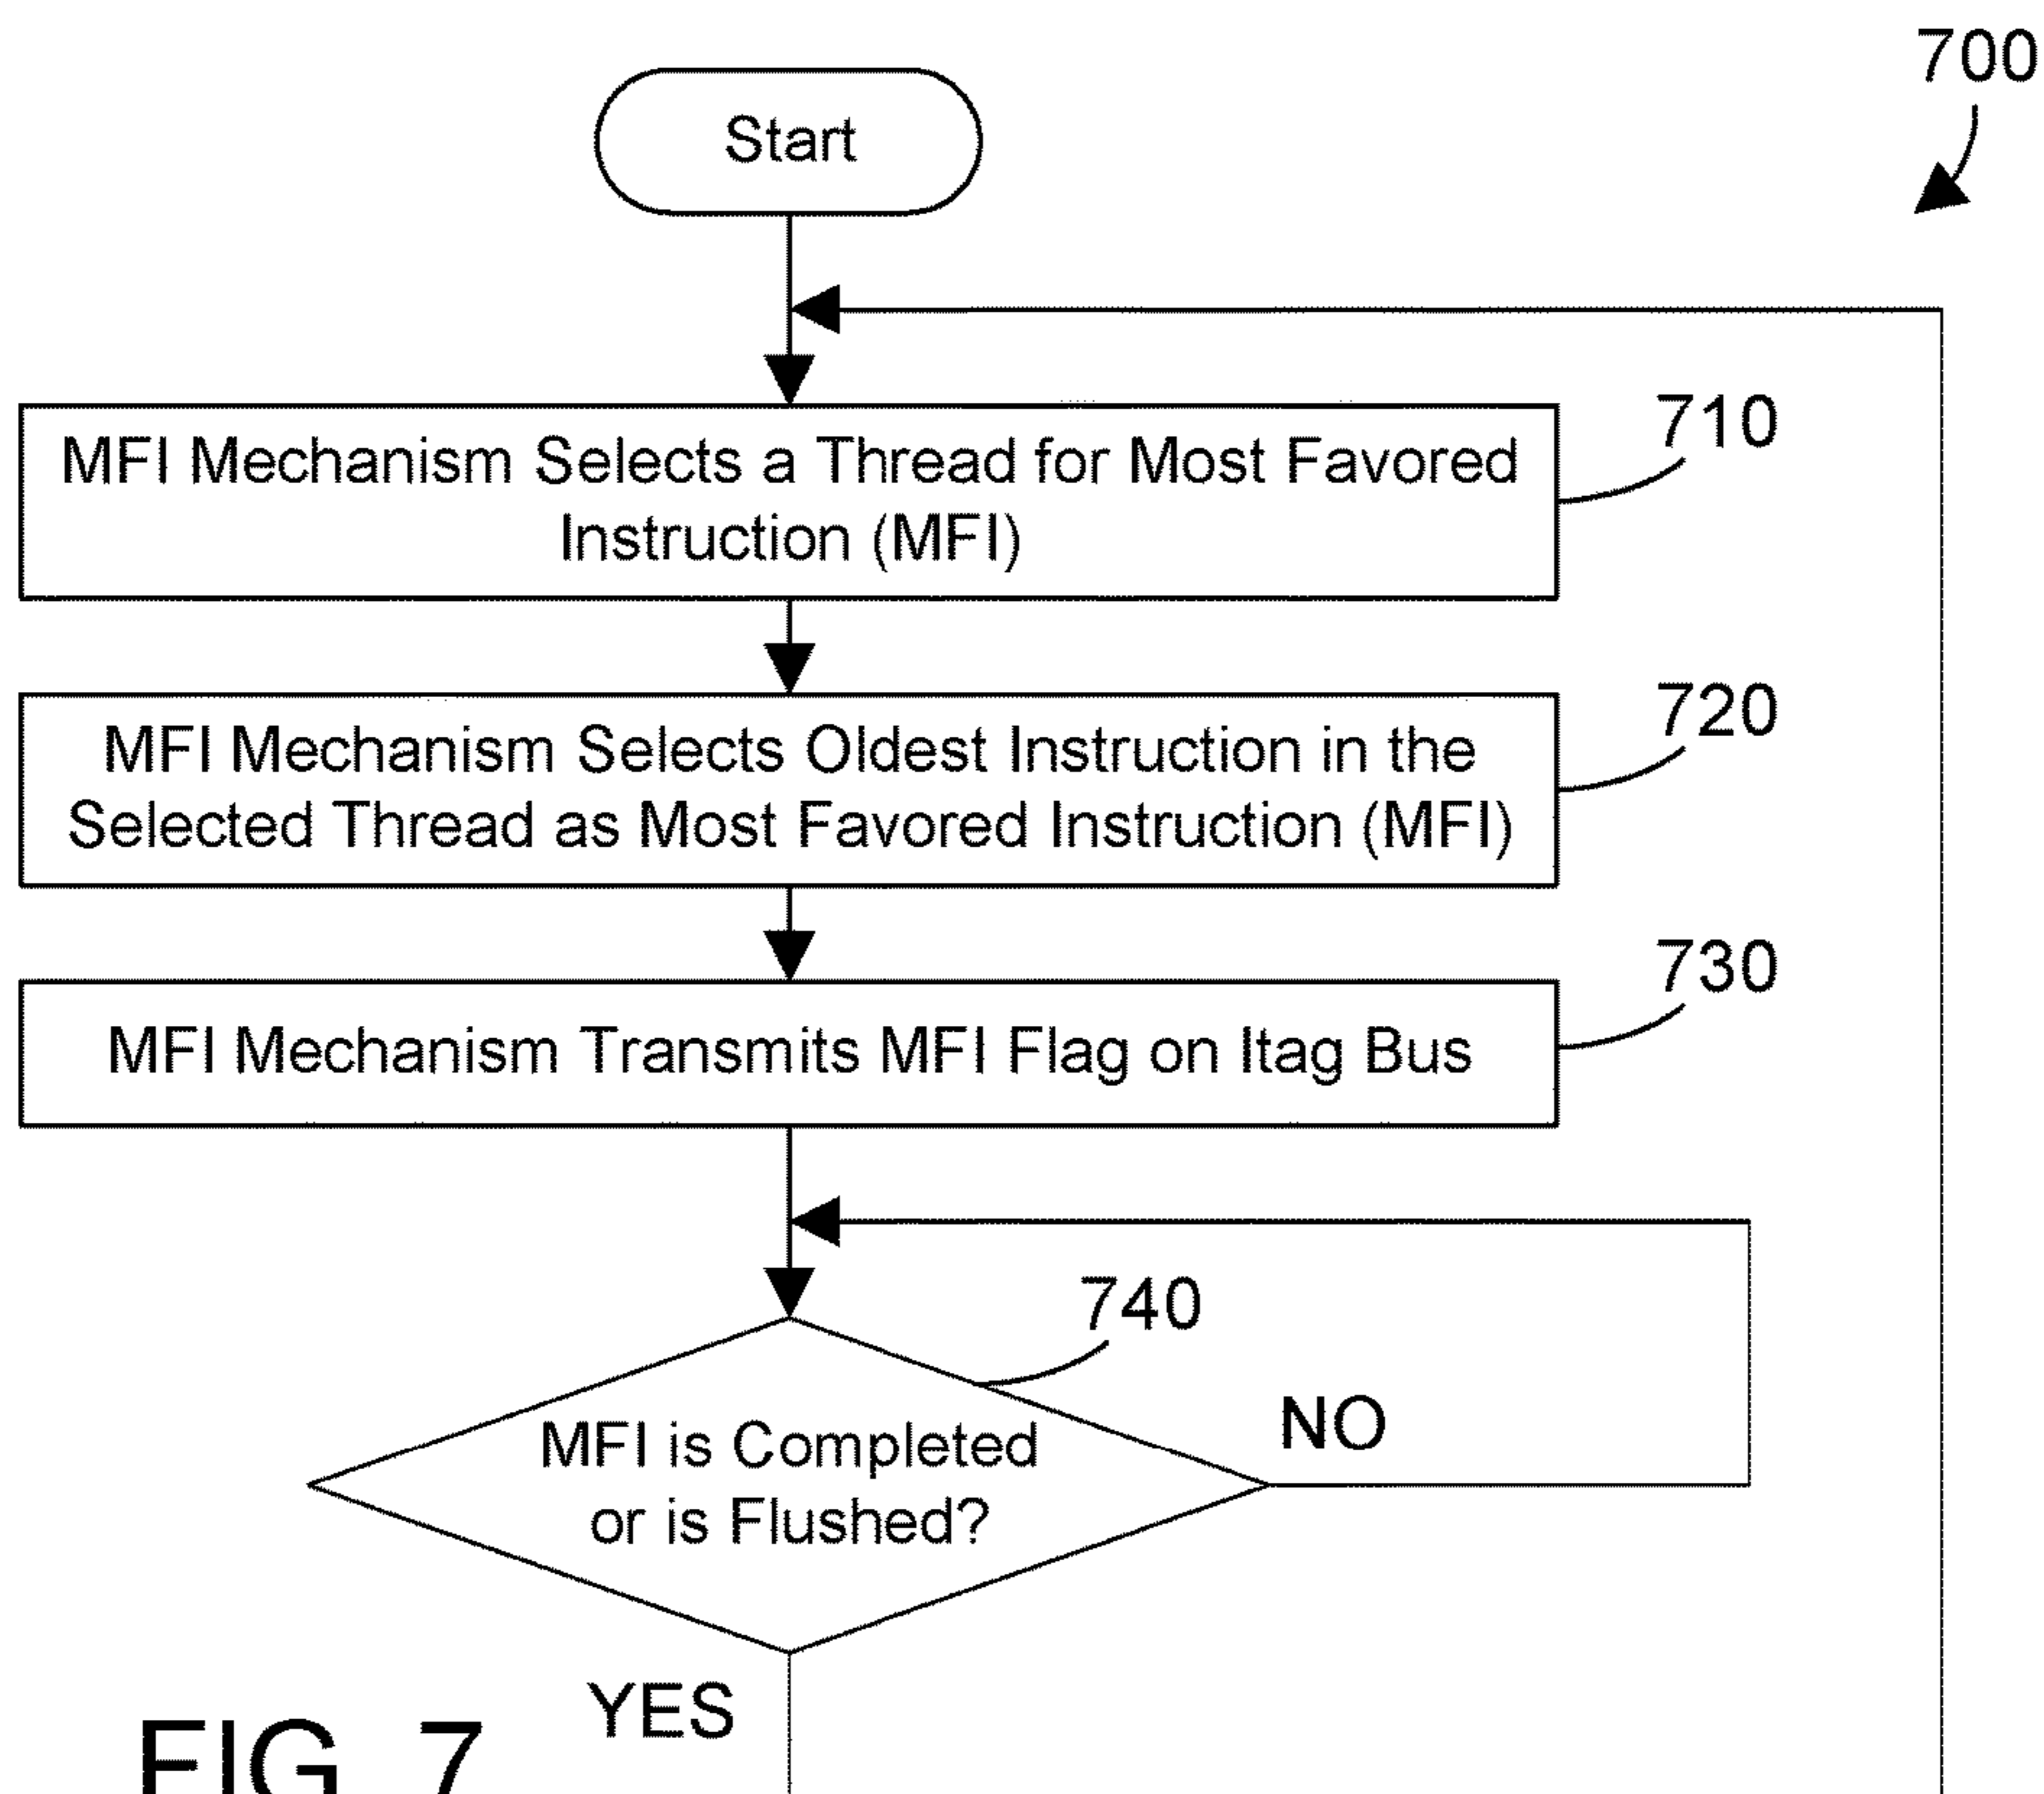 700
Start
710
MFI Mechanism Selects a Thread for Most Favored
Instruction (MFI)
720
MFI Mechanism Selects Oldest Instruction in the
Selected Thread as Most Favored Instruction (MFI)
730
MFI Mechanism Transmits MFI Flag on Itag Bus
740
MFI is Completed
or is Flushed?
NO
YES
FIG. 7